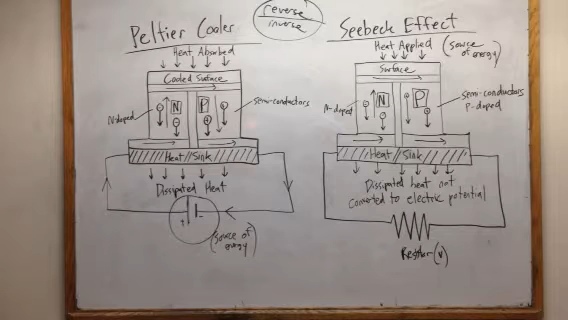 Peltier Cooler
reverse
inverse
Seebeck Effect
Heat Absorbed
Cooled Surface
N-doped
N
P
semi-conductors
Heat Sink
Dissipated Heat
+
-
(source of
energy)
Heat Applied
(source
of energy)
Surface
N-doped
N
P
semi-conductors
P-doped
Heat Sink
Dissipated heat not
converted to electric potential
Resistor (V)